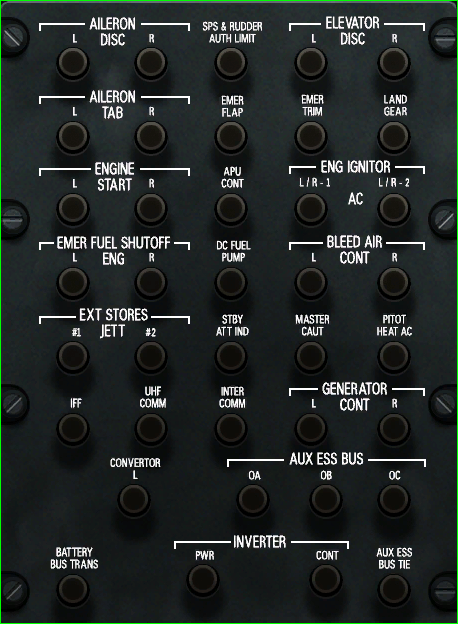 AILERON
DISC
L R
SPS & RUDDER
AUTH LIMIT
ELEVATOR
DISC
L R
AILERON
TAB
L R
EMER
FLAP
EMER
TRIM
LAND
GEAR
ENGINE
START
L R
APU
CONT
ENG IGNITOR
L/R-1 L/R-2
AC
EMER FUEL SHUTOFF
ENG
L R
DC FUEL
PUMP
BLEED AIR
CONT
L R
EXT STORES
JETT
#1 #2
STBY
ATT IND
MASTER
CAUT
PITOT
HEAT AC
IFF
UHF
COMM
INTER
COMM
GENERATOR
CONT
L R
CONVERTOR
L
AUX ESS BUS
OA OB OC
BATTERY
BUS TRANS
INVERTER
PWR CONT
AUX ESS
BUS TIE